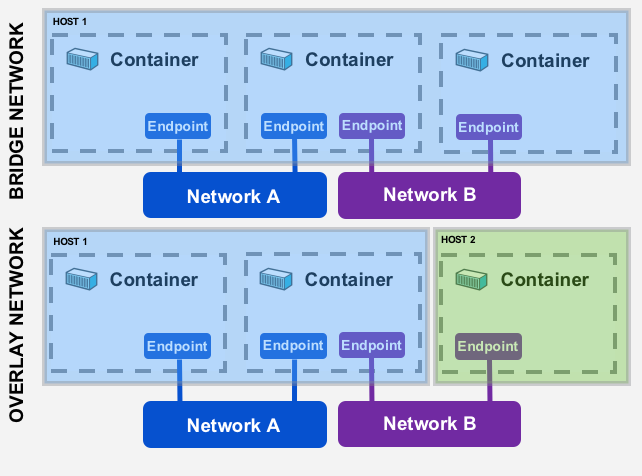 BRIDGE NETWORK
HOST 1
Container
Container
Container
Endpoint
Endpoint
Endpoint
Endpoint
Network A
Network B
OVERLAY NETWORK
HOST 1
HOST 2
Container
Container
Container
Endpoint
Endpoint
Endpoint
Endpoint
Network A
Network B